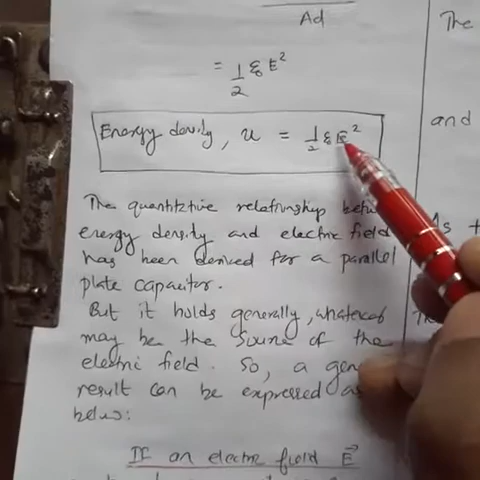 Ad
= 1/2 ε E²
Energy density, u = 1/2 ε E²
The quantitative relationship
energy density and electric field
has been derived for a parallel
plate capacitor.
But it holds generally, whatever
may be the source of the
electric field. So, a
result can be expressed as
below:
If an electric field E⃗
The
and
As